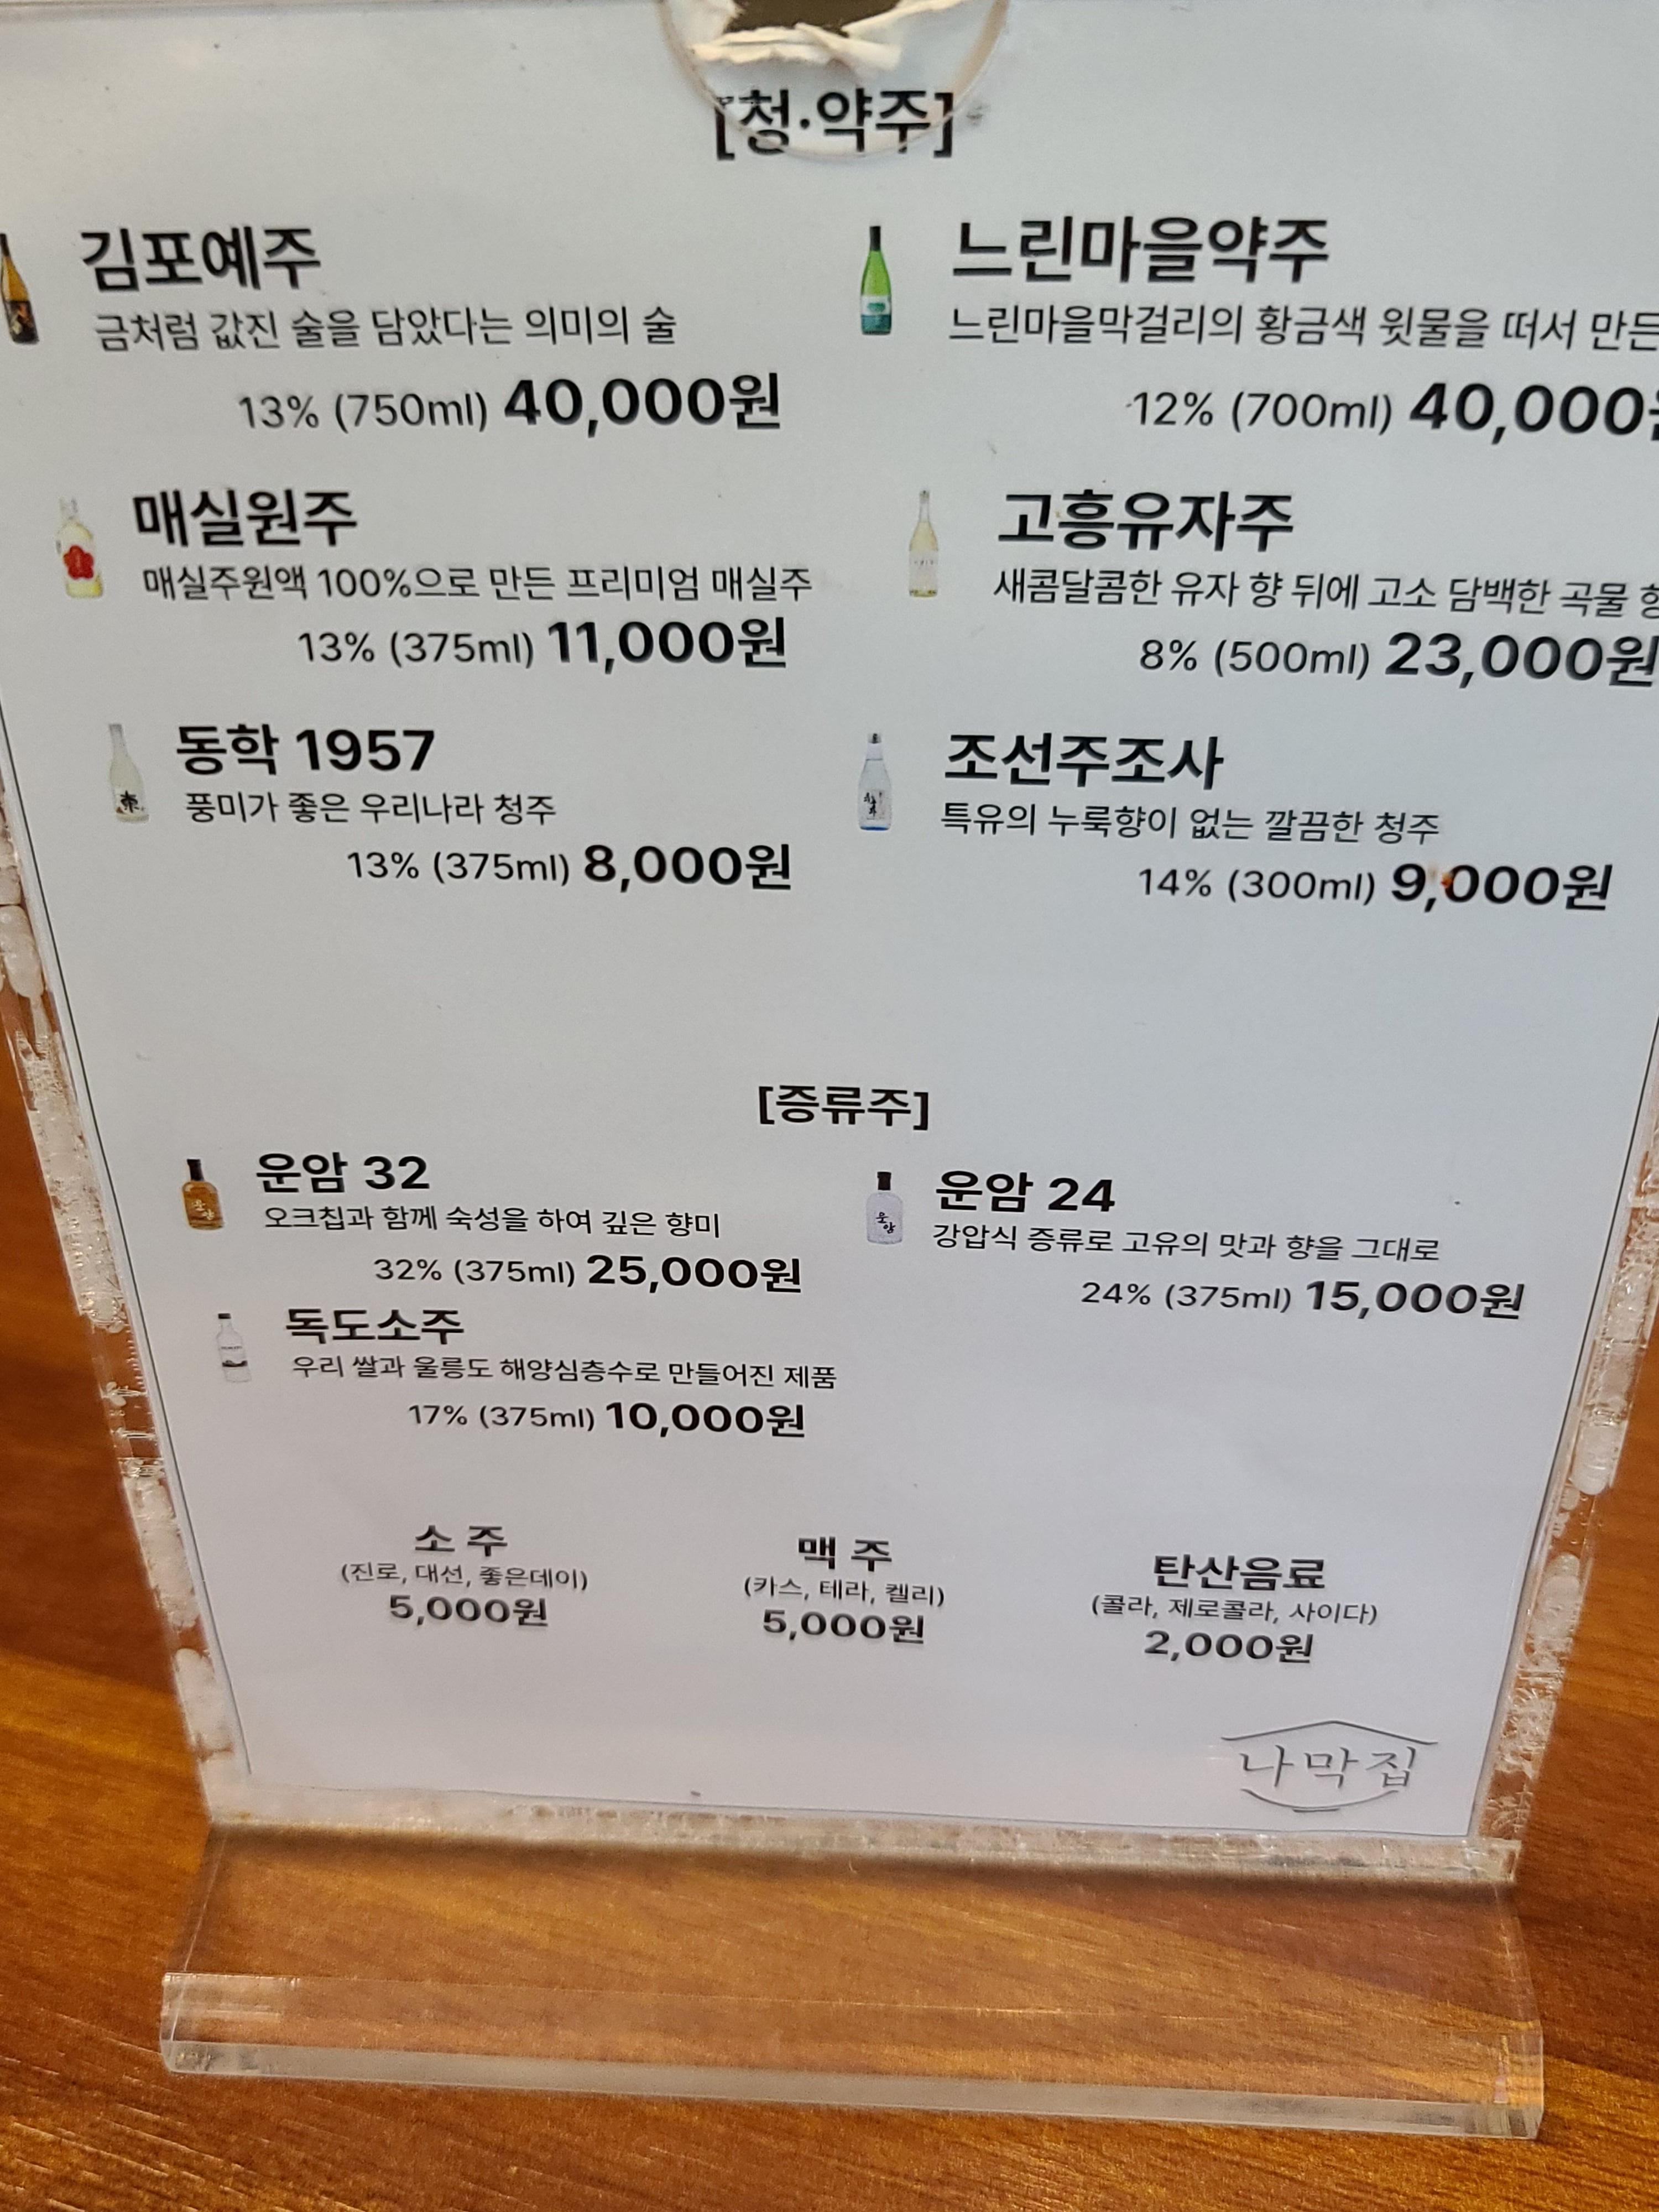 [청·약주]
김포예주
금처럼 값진 술을 담았다는 의미의 술
13% (750ml) 40,000원
느린마을약주
느린마을막걸리의 황금색 윗물을 떠서 만든
12% (700ml) 40,000원
매실원주
매실주원액 100%으로 만든 프리미엄 매실주
13% (375ml) 11,000원
고흥유자주
새콤달콤한 유자 향 뒤에 고소 담백한 곡물
8% (500ml) 23,000원
동학 1957
풍미가 좋은 우리나라 청주
13% (375ml) 8,000원
조선주조사
특유의 누룩향이 없는 깔끔한 청주
14% (300ml) 9,000원
[증류주]
운암 32
오크칩과 함께 숙성을 하여 깊은 향미
32% (375ml) 25,000원
운암 24
강압식 증류로 고유의 맛과 향을 그대로
24% (375ml) 15,000원
독도소주
우리 쌀과 울릉도 해양심층수로 만들어진 제품
17% (375ml) 10,000원
소 주
(진로, 대선, 좋은데이)
5,000원
맥 주
(카스, 테라, 켈리)
5,000원
탄산음료
(콜라, 제로콜라, 사이다)
2,000원
나막집